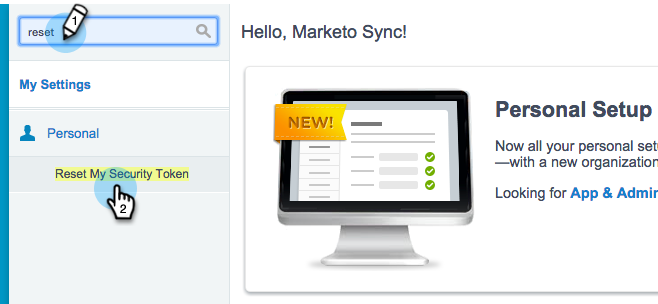 1
reset
Hello, Marketo Sync!
My Settings
Personal
Reset My Security Token
2
NEW!
Personal Setup
Now all your personal setu
—with a new organization
Looking for App & Admin